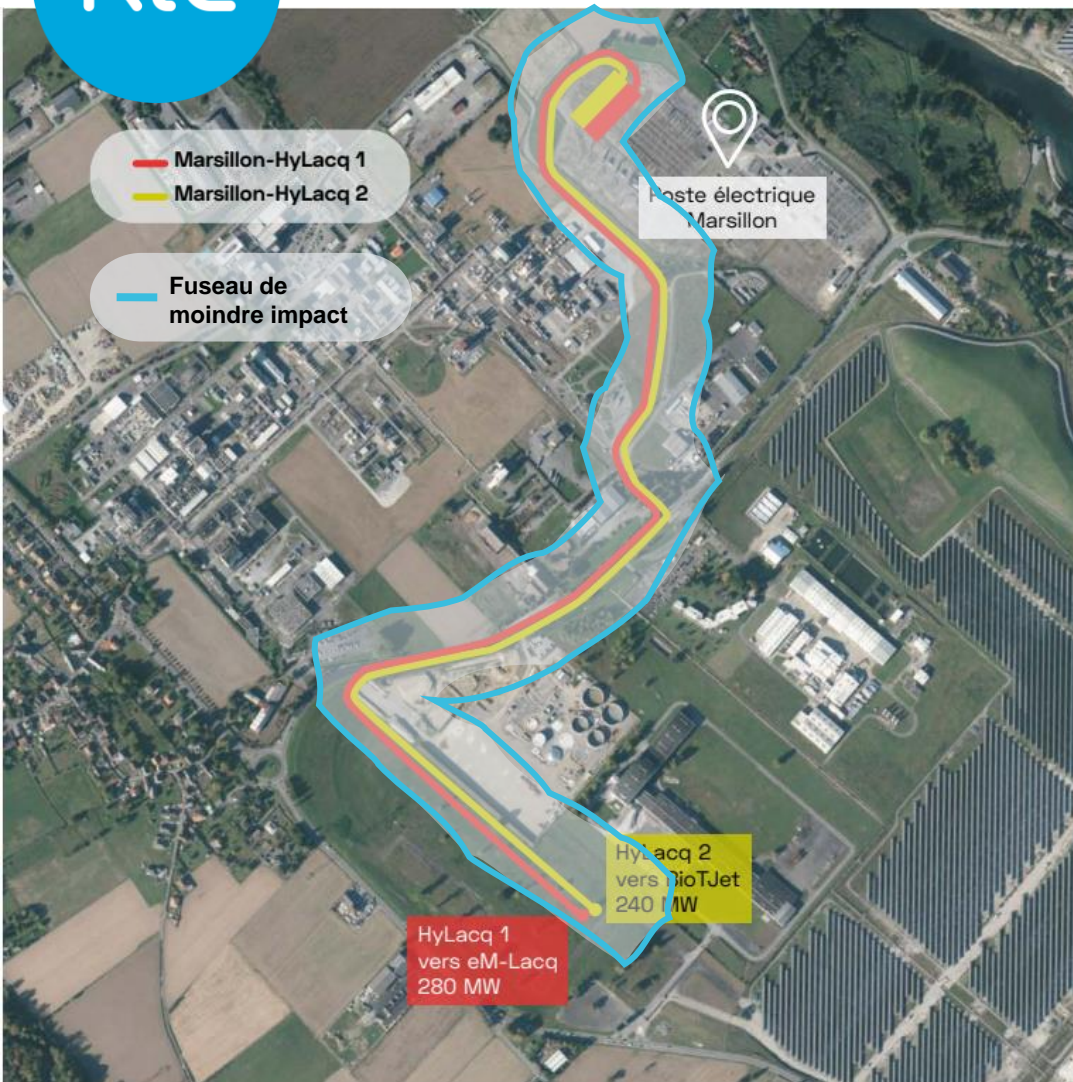 Rte
Marsillon-HyLacq 1
Marsillon-HyLacq 2
Fuseau de
moindre impact
Poste électrique
Marsillon
HyLacq 2
vers BioTJet
240 MW
HyLacq 1
vers eM-Lacq
280 MW